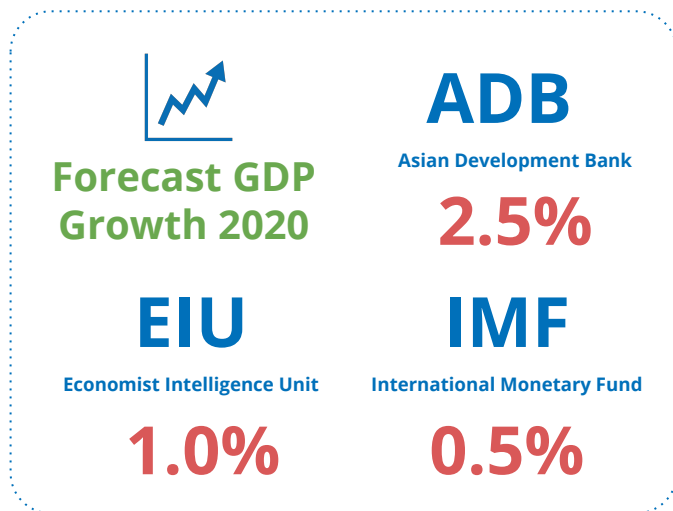 Forecast GDP
Growth 2020
ADB
Asian Development Bank
2.5%
EIU
Economist Intelligence Unit
1.0%
IMF
International Monetary Fund
0.5%